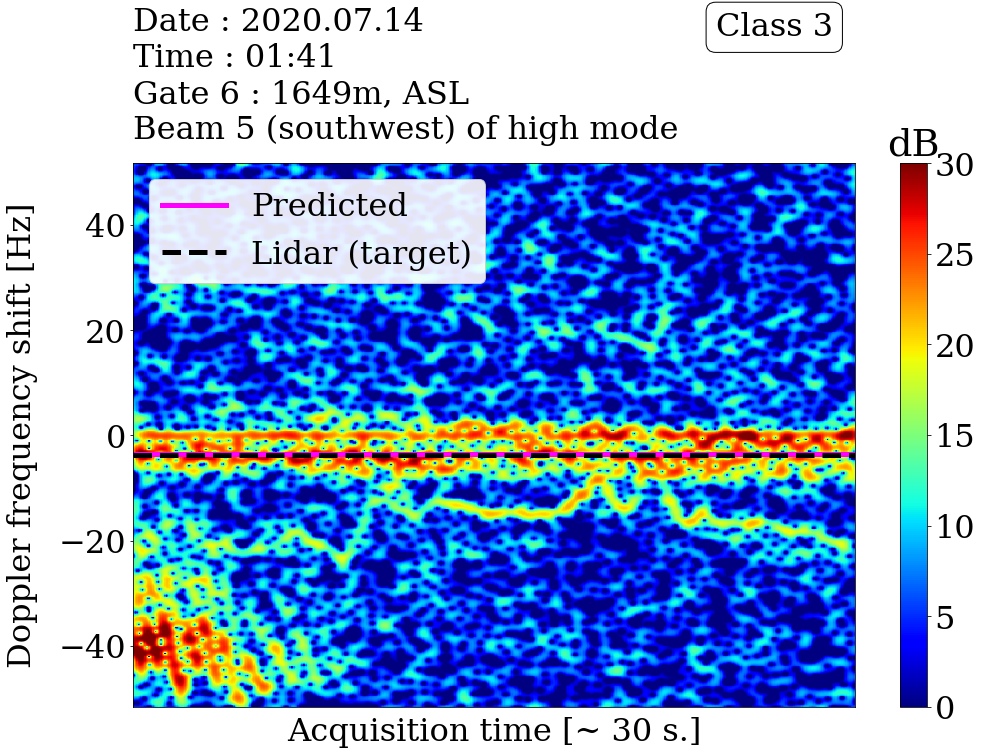 Date : 2020.07.14
Time : 01:41
Gate 6 : 1649m, ASL
Beam 5 (southwest) of high mode
Class 3
dB
Predicted
Lidar (target)
Doppler frequency shift [Hz]
40
20
0
−20
−40
Acquisition time [~ 30 s.]
30
25
20
15
10
5
0